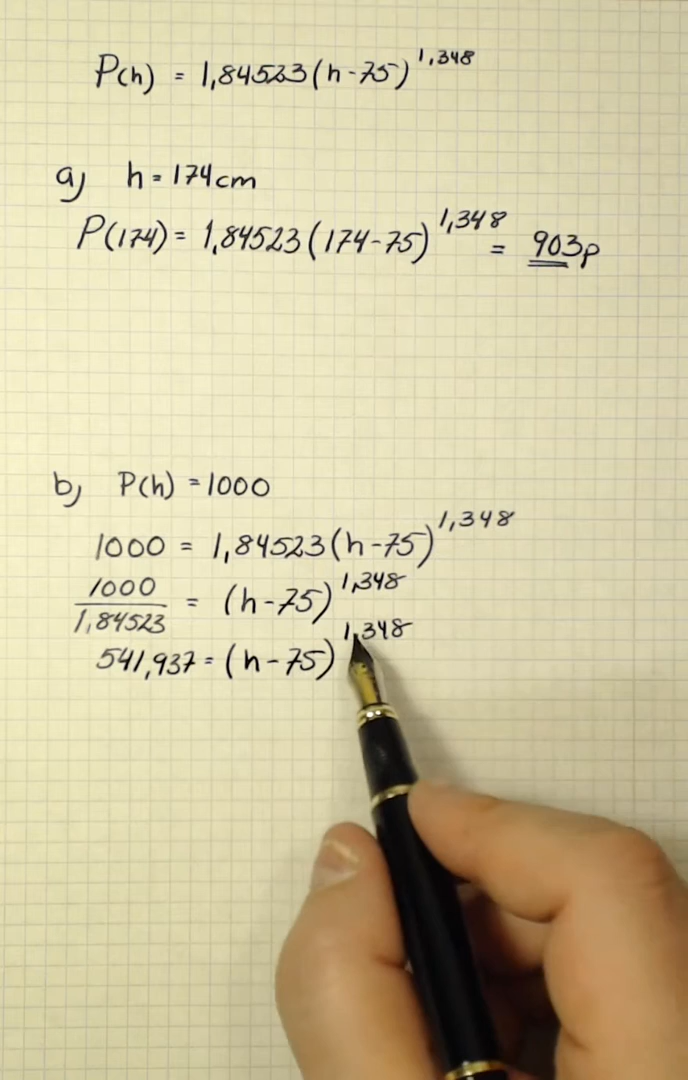 P(h) = 1,84523(h-75)^1,348
a) h = 174cm
P(174) = 1,84523(174-75)^1,348 = 903p
b) P(h) = 1000
1000 = 1,84523(h-75)^1,348
1000/1,84523 = (h-75)^1,348
541,937 = (h-75)^1,348